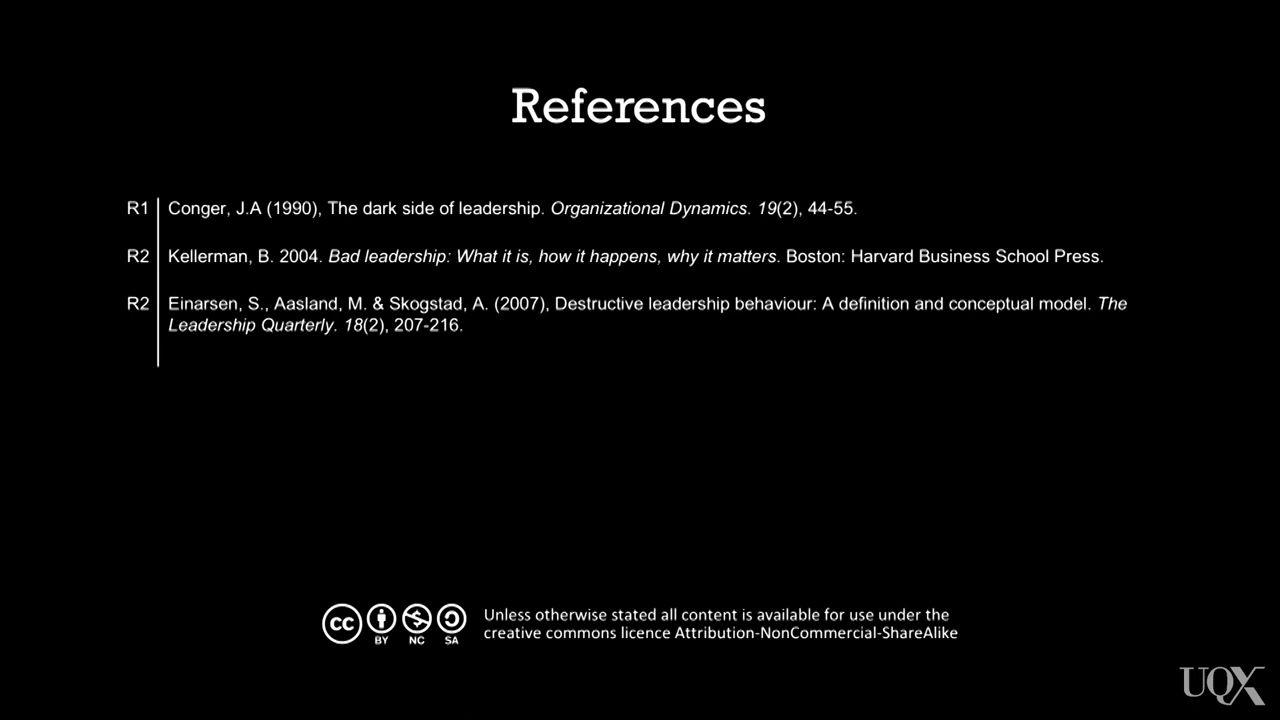 References
R1 Conger, J.A (1990), The dark side of leadership. Organizational Dynamics. 19(2), 44-55.
R2 Kellerman, B. 2004. Bad leadership: What it is, how it happens, why it matters. Boston: Harvard Business School Press.
R2 Einarsen, S., Aasland, M. & Skogstad, A. (2007), Destructive leadership behaviour: A definition and conceptual model. The
Leadership Quarterly. 18(2), 207-216.
cc BY NC SA
Unless otherwise stated all content is available for use under the
creative commons licence Attribution-NonCommercial-ShareAlike
UQX